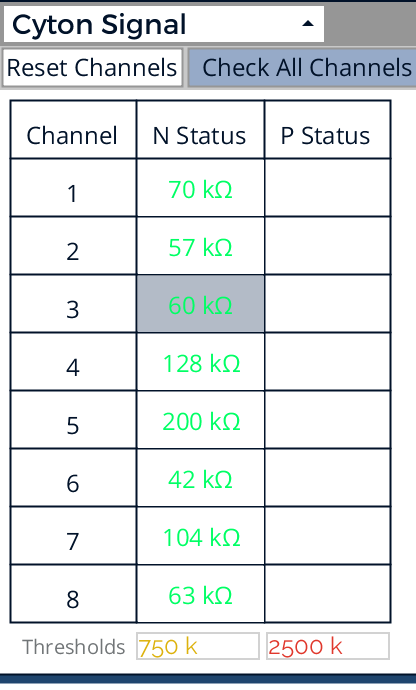 Cyton Signal
Reset Channels Check All Channels
Channel N Status P Status
1 70 kΩ
2 57 kΩ
3 60 kΩ
4 128 kΩ
5 200 kΩ
6 42 kΩ
7 104 kΩ
8 63 kΩ
Thresholds 750 k 2500 k